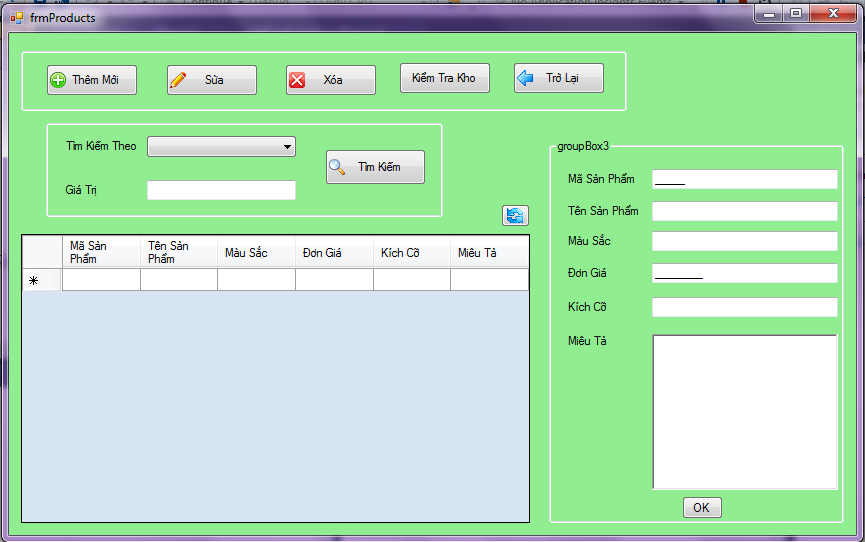 frmProducts
Thêm Mới
Sửa
Xóa
Kiểm Tra Kho
Trở Lại
Tìm Kiếm Theo
Tìm Kiếm
Giá Trị
Mã Sản Phẩm
Tên Sản Phẩm
Màu Sắc
Đơn Giá
Kích Cỡ
Miêu Tả
groupBox3
Mã Sản Phẩm
Tên Sản Phẩm
Màu Sắc
Đơn Giá
Kích Cỡ
Miêu Tả
OK